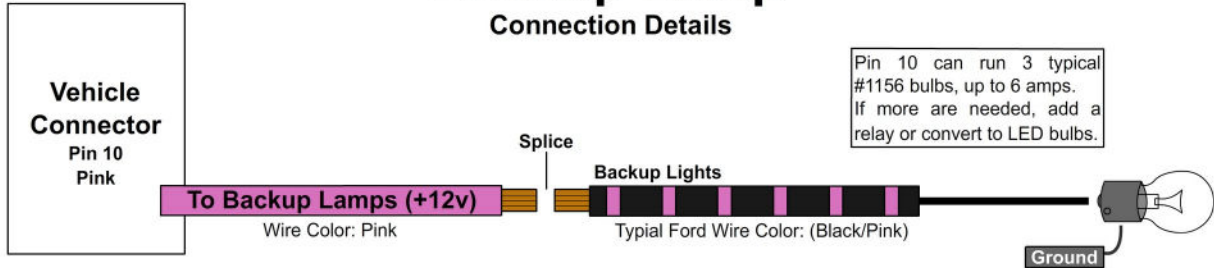 Connection Details
Vehicle
Connector
Pin 10
Pink
Pin 10 can run 3 typical
#1156 bulbs, up to 6 amps.
If more are needed, add a
relay or convert to LED bulbs.
Splice
Backup Lights
To Backup Lamps (+12v)
Wire Color: Pink
Typial Ford Wire Color: (Black/Pink)
Ground